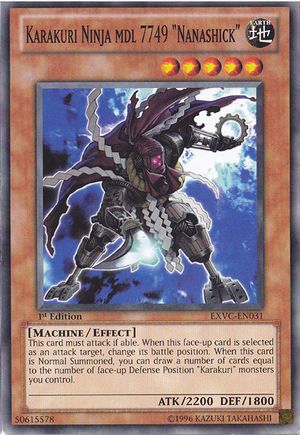 KARAKURI NINJA MDL 7749 "NANASHICK"
EARTH
地
1st Edition
EXVC-EN031
[MACHINE / EFFECT]
This card must attack if able. When this face-up card is selected
as an attack target, change its battle position. When this card
is Normal Summoned, you can draw a number of cards equal
to the number of face-up Defense Position "Karakuri" monsters
you control.
ATK/2200 DEF/1800
50615578
©1996 KAZUKI TAKAHASHI